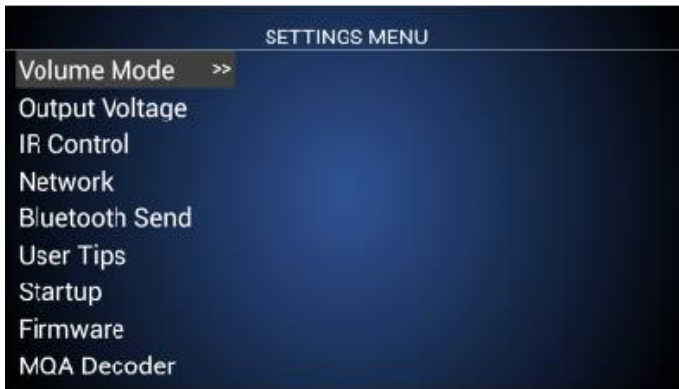 SETTINGS MENU
Volume Mode >>
Output Voltage
IR Control
Network
Bluetooth Send
User Tips
Startup
Firmware
MQA Decoder